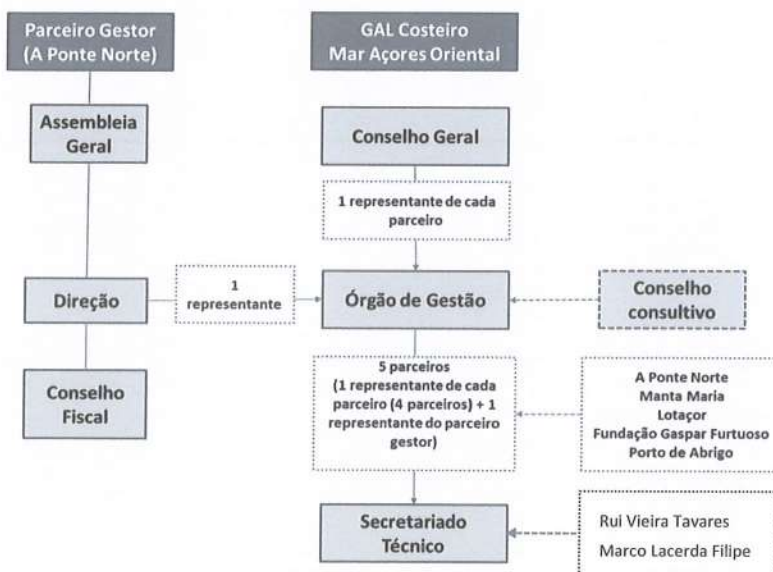 Parceiro Gestor
(A Ponte Norte)
GAL Costeiro
Mar Açores Oriental
Assembleia
Geral
Conselho Geral
1 representante de cada
parceiro
Direção
1
representante
Órgão de Gestão
Conselho
consultivo
Conselho
Fiscal
5 parceiros
(1 representante de cada
parceiro (4 parceiros) + 1
representante do parceiro
gestor)
A Ponte Norte
Manta Maria
Lotaçor
Fundação Gaspar Furtuoso
Porto de Abrigo
Secretariado
Técnico
Rui Vieira Tavares
Marco Lacerda Filipe